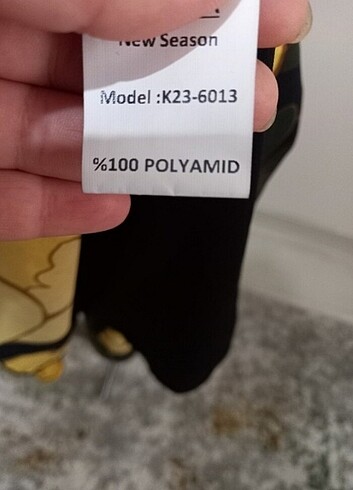 New Season
Model :K23-6013
%100 POLYAMID